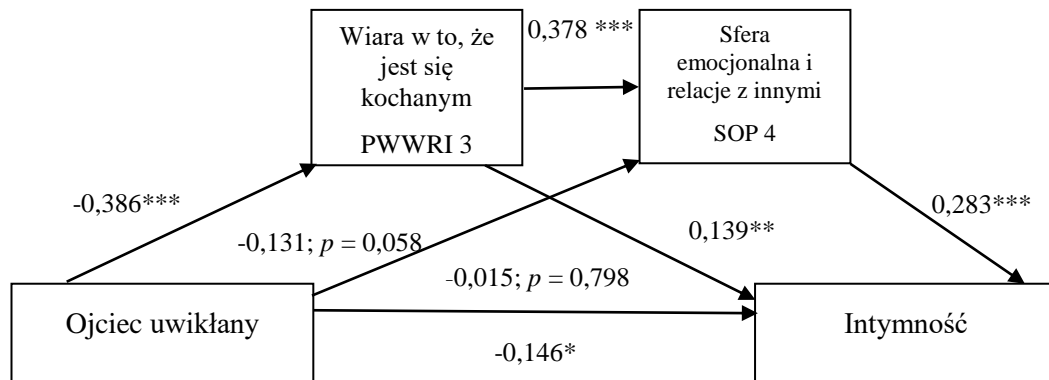 Wiara w to, że
jest się
kochanym
PWWRI 3
0,378 ***
Sfera
emocjonalna i
relacje z innymi
SOP 4
-0,386***
-0,131; p = 0,058
0,139**
0,283***
-0,015; p = 0,798
Ojciec uwikłany
-0,146*
Intymność